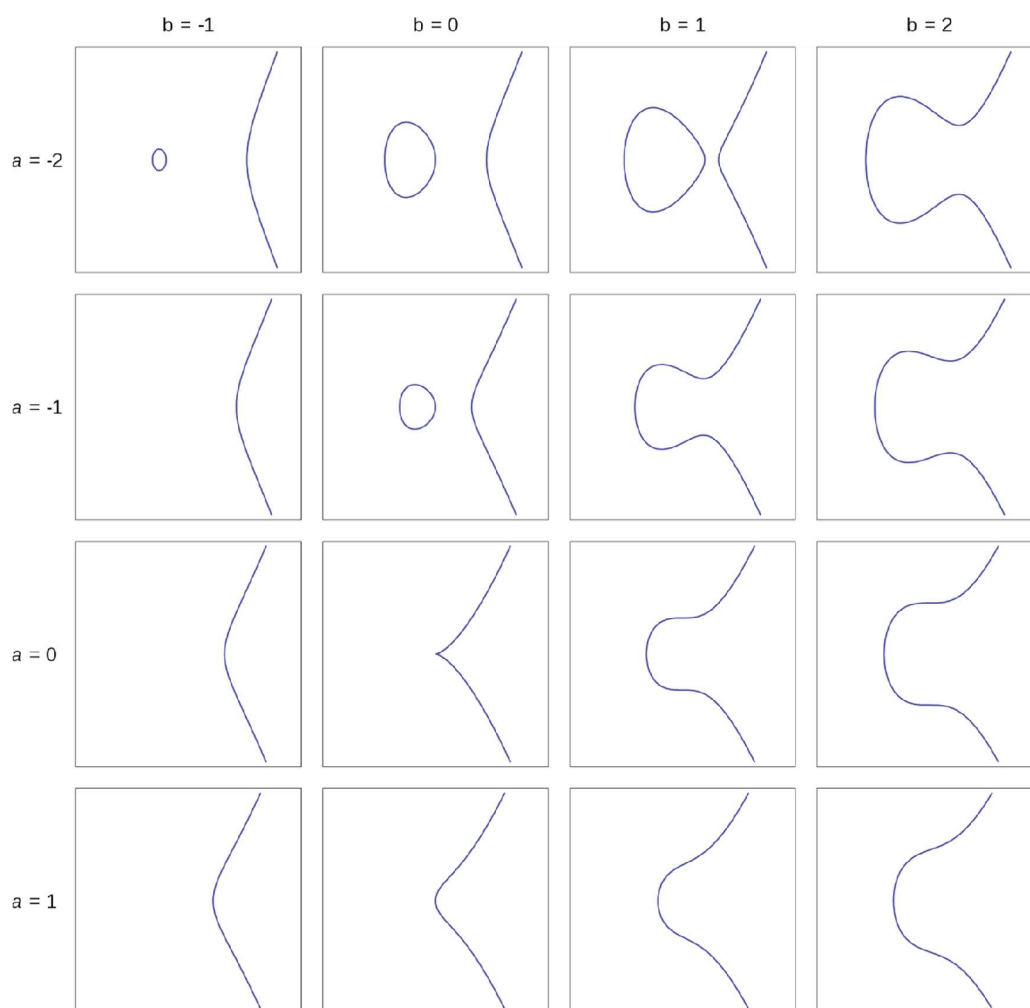 b = -1 b = 0 b = 1 b = 2
a = -2
a = -1
a = 0
a = 1